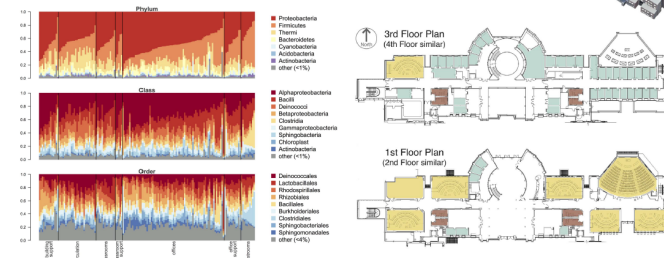 Phylum
1.0
0.8
0.6
0.4
0.2
0.0
Proteobacteria
Firmicutes
Thermi
Bacteroidetes
Cyanobacteria
Acidobacteria
Actinobacteria
other (<1%)
Class
1.0
0.8
0.6
0.4
0.2
0.0
Alphaproteobacteria
Bacilli
Deinococci
Betaproteobacteria
Clostridia
Gammaproteobacteria
Sphingobacteria
Chloroplast
Actinobacteria
other (<1%)
Order
1.0
0.8
0.6
0.4
0.2
0.0
Deinococcales
Lactobacillales
Rhodospirillales
Rhizobiales
Bacillales
Burkholderiales
Clostridiales
Sphingobacteriales
Sphingomonadales
other (<4%)
building
support
offices
office
support
North
3rd Floor Plan
(4th Floor similar)
1st Floor Plan
(2nd Floor similar)